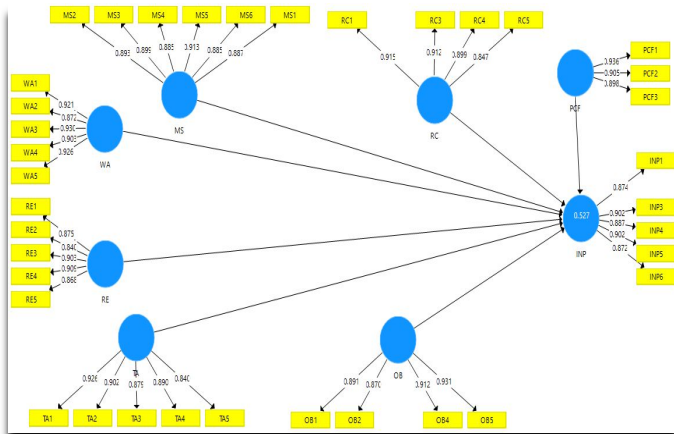 MS2 MS3 MS4 MS5 MS6 MS1
0.893 0.899 0.885 0.913 0.885 0.887
MS
RC1 RC3 RC4 RC5
0.915 0.912 0.899 0.847
RC
PCF1
PCF2
PCF3
0.936
0.905
0.898
PCF
WA1
WA2
WA3
WA4
WA5
0.921
0.872
0.930
0.903
0.926
WA
INP1
INP3
INP4
INP5
INP6
0.874
0.902
0.887
0.902
0.872
0.527
INP
RE1
RE2
RE3
RE4
RE5
0.875
0.840
0.903
0.909
0.866
RE
TA
0.926 0.902 0.879 0.890 0.840
TA1 TA2 TA3 TA4 TA5
OB
0.891 0.870 0.912 0.931
OB1 OB2 OB4 OB5